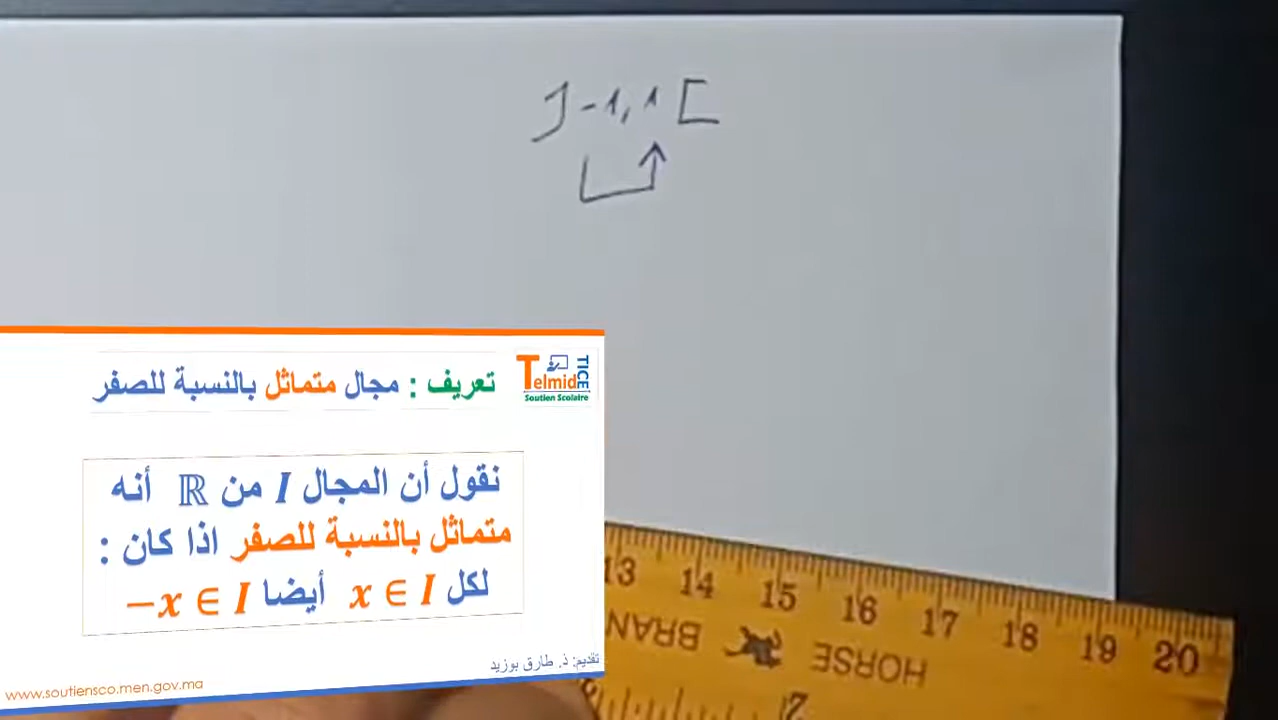 ]-1,1[
Telmid TICE
Soutien Scolaire
تعريف : مجال متماثل بالنسبة للصفر
نقول أن المجال I من ℝ أنه
متماثل بالنسبة للصفر اذا كان :
لكل x ∈ I أيضا −x ∈ I
تقديم: ذ. طارق بوزيد
www.soutiensco.men.gov.ma
13 14 15 16 17 18 19 20
HORSE BRAN
2